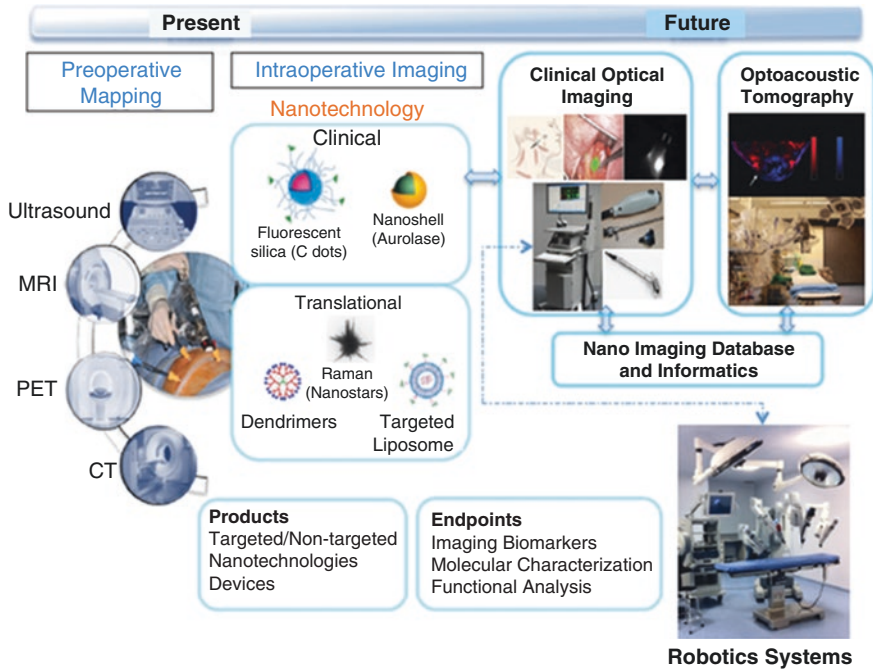 Present
Future
Preoperative
Mapping
Intraoperative Imaging
Nanotechnology
Clinical
Fluorescent
silica (C dots)
Nanoshell
(Aurolase)
Translational
Raman
(Nanostars)
Dendrimers
Targeted
Liposome
Ultrasound
MRI
PET
CT
Clinical Optical
Imaging
Optoacoustic
Tomography
Nano Imaging Database
and Informatics
Products
Targeted/Non-targeted
Nanotechnologies
Devices
Endpoints
Imaging Biomarkers
Molecular Characterization
Functional Analysis
Robotics Systems